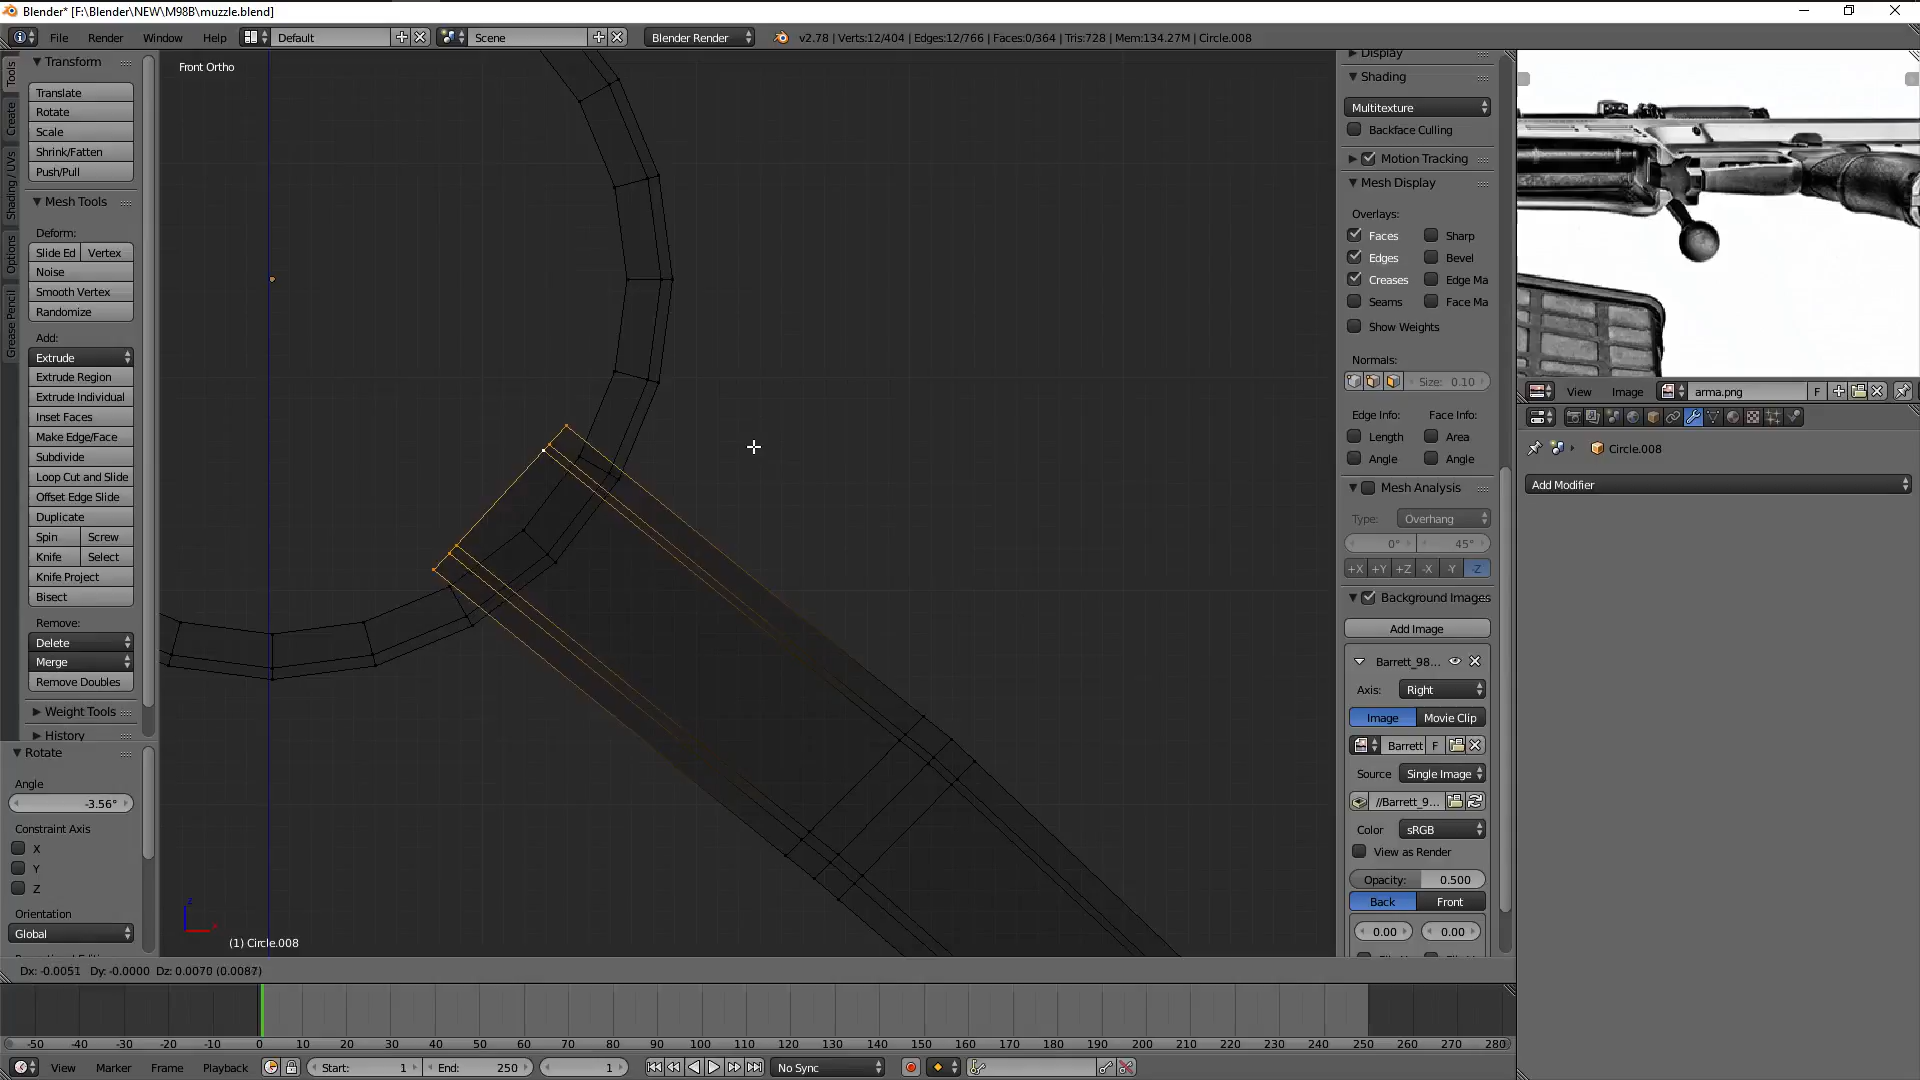 Blender* [F:\Blender\NEW\M98B\muzzle.blend]
File Render Window Help Default Scene Blender Render v2.78 | Verts:12/404 | Edges:12/766 | Faces:0/364 | Tris:728 | Mem:134.27M | Circle.008
Front Ortho
Tools
Create
Shading / UVs
Options
Grease Pencil
Transform
Translate
Rotate
Scale
Shrink/Fatten
Push/Pull
Mesh Tools
Deform:
Slide Ed Vertex
Noise
Smooth Vertex
Randomize
Add:
Extrude
Extrude Region
Extrude Individual
Inset Faces
Make Edge/Face
Subdivide
Loop Cut and Slide
Offset Edge Slide
Duplicate
Spin Screw
Knife Select
Knife Project
Bisect
Remove:
Delete
Merge
Remove Doubles
Weight Tools
History
Rotate
Angle
-3.56°
Constraint Axis
X
Y
Z
Orientation
Global
z
x
(1) Circle.008
Display
Shading
Multitexture
Backface Culling
Motion Tracking
Mesh Display
Overlays:
Faces Sharp
Edges Bevel
Creases Edge Ma
Seams Face Ma
Show Weights
Normals:
Size: 0.10
Edge Info: Face Info:
Length Area
Angle Angle
Mesh Analysis
Type: Overhang
0° 45°
+X +Y +Z -X -Y -Z
Background Images
Add Image
Barrett_98...
Axis: Right
Image Movie Clip
Barrett F
Source Single Image
//Barrett_9...
Color sRGB
View as Render
Opacity: 0.500
Back Front
0.00 0.00
View Image arma.png F
Circle.008
Add Modifier
Dx: -0.0051 Dy: -0.0000 Dz: 0.0070 (0.0087)
-50 -40 -30 -20 -10 0 10 20 30 40 50 60 70 80 90 100 110 120 130 140 150 160 170 180 190 200 210 220 230 240 250 260 270 280
View Marker Frame Playback Start: 1 End: 250 1 No Sync